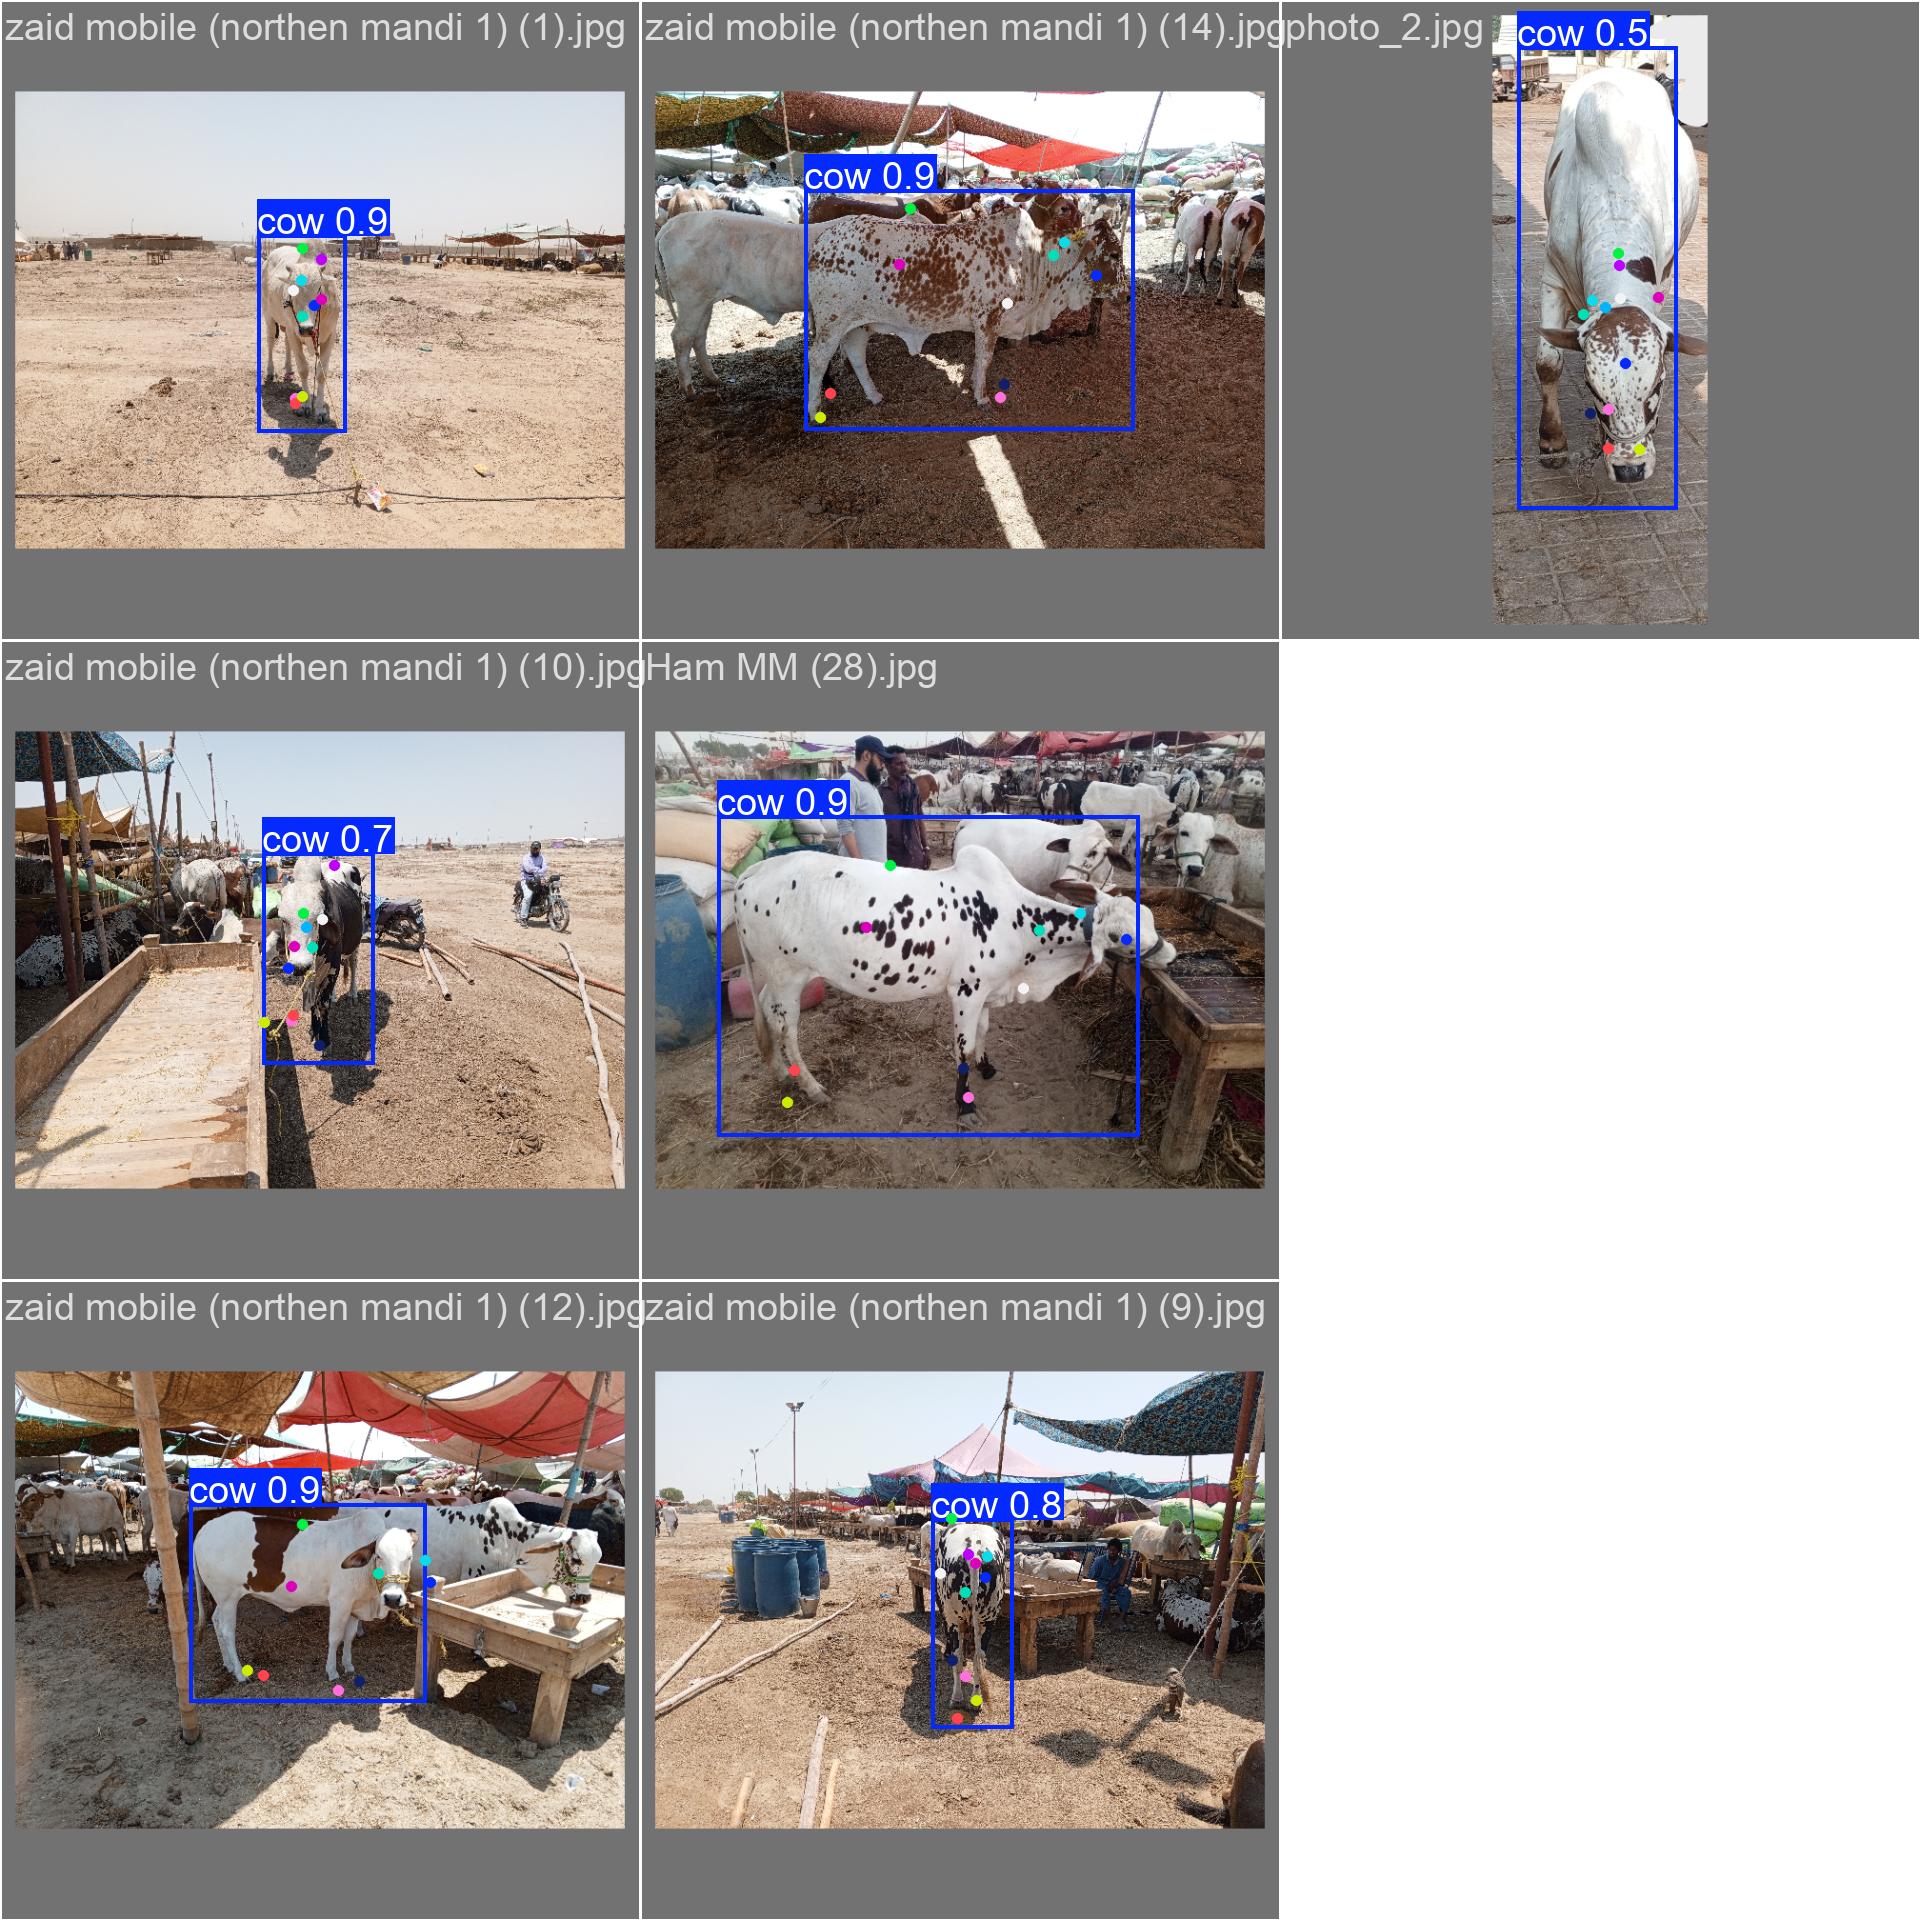 zaid mobile (northen mandi 1) (1).jpg
cow 0.9
zaid mobile (northen mandi 1) (14).jpg
cow 0.9
photo_2.jpg
cow 0.5
zaid mobile (northen mandi 1) (10).jpg
cow 0.7
Ham MM (28).jpg
cow 0.9
zaid mobile (northen mandi 1) (12).jpg
cow 0.9
zaid mobile (northen mandi 1) (9).jpg
cow 0.8